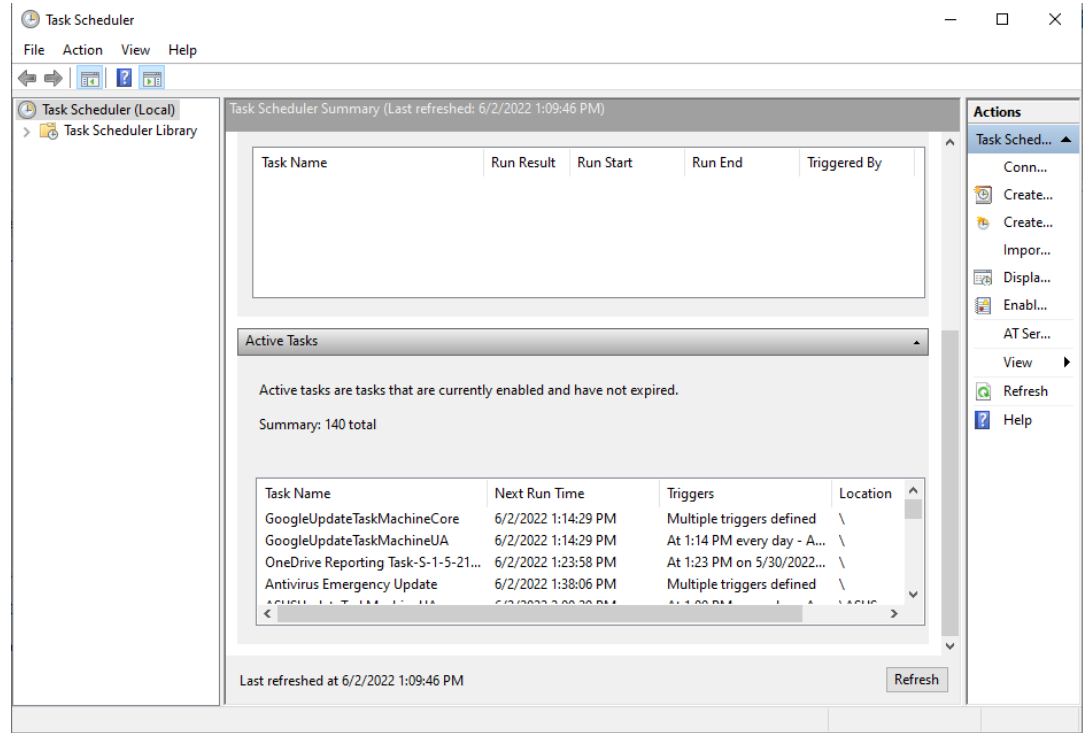 Task Scheduler
File Action View Help
Task Scheduler (Local)
Task Scheduler Library
Task Scheduler Summary (Last refreshed: 6/2/2022 1:09:46 PM)
Task Name Run Result Run Start Run End Triggered By
Active Tasks
Active tasks are tasks that are currently enabled and have not expired.
Summary: 140 total
Task Name Next Run Time Triggers Location
GoogleUpdateTaskMachineCore 6/2/2022 1:14:29 PM Multiple triggers defined \
GoogleUpdateTaskMachineUA 6/2/2022 1:14:29 PM At 1:14 PM every day - A... \
OneDrive Reporting Task-S-1-5-21... 6/2/2022 1:23:58 PM At 1:23 PM on 5/30/2022... \
Antivirus Emergency Update 6/2/2022 1:38:06 PM Multiple triggers defined \
Last refreshed at 6/2/2022 1:09:46 PM
Refresh
Actions
Task Sched...
Conn...
Create...
Create...
Impor...
Displa...
Enabl...
AT Ser...
View
Refresh
Help